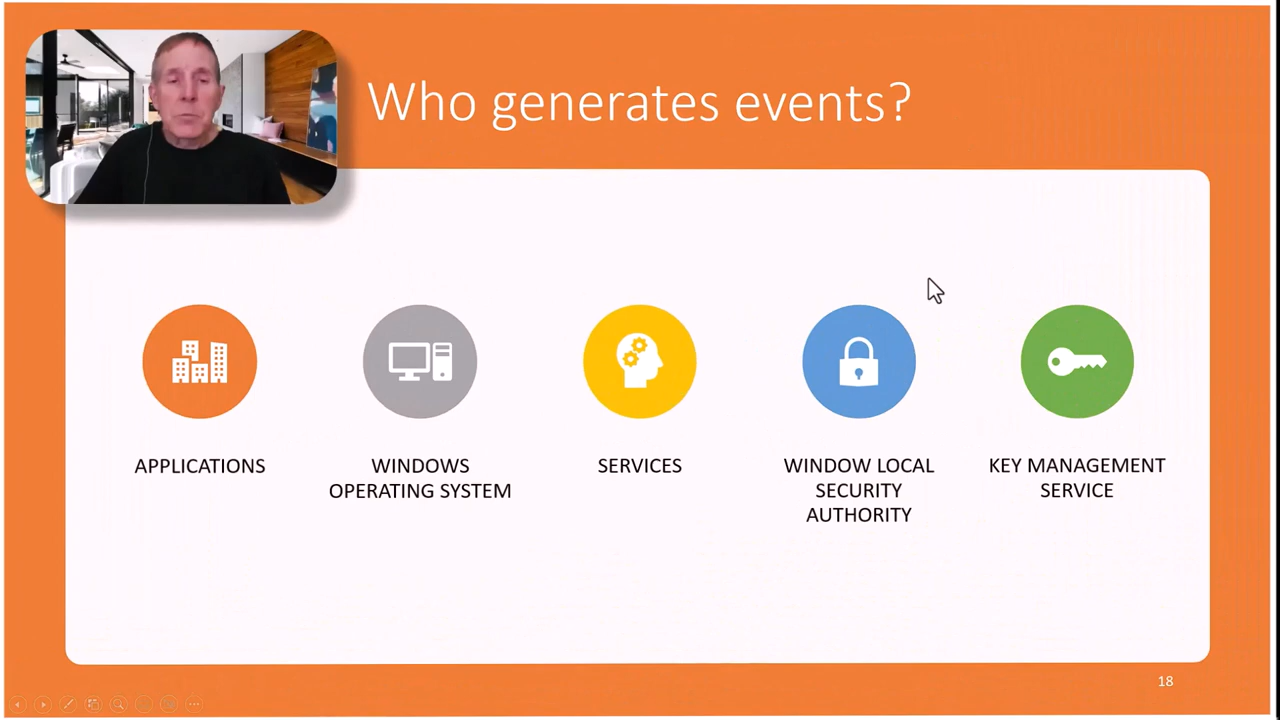 Who generates events?
APPLICATIONS
WINDOWS
OPERATING SYSTEM
SERVICES
WINDOW LOCAL
SECURITY
AUTHORITY
KEY MANAGEMENT
SERVICE
18